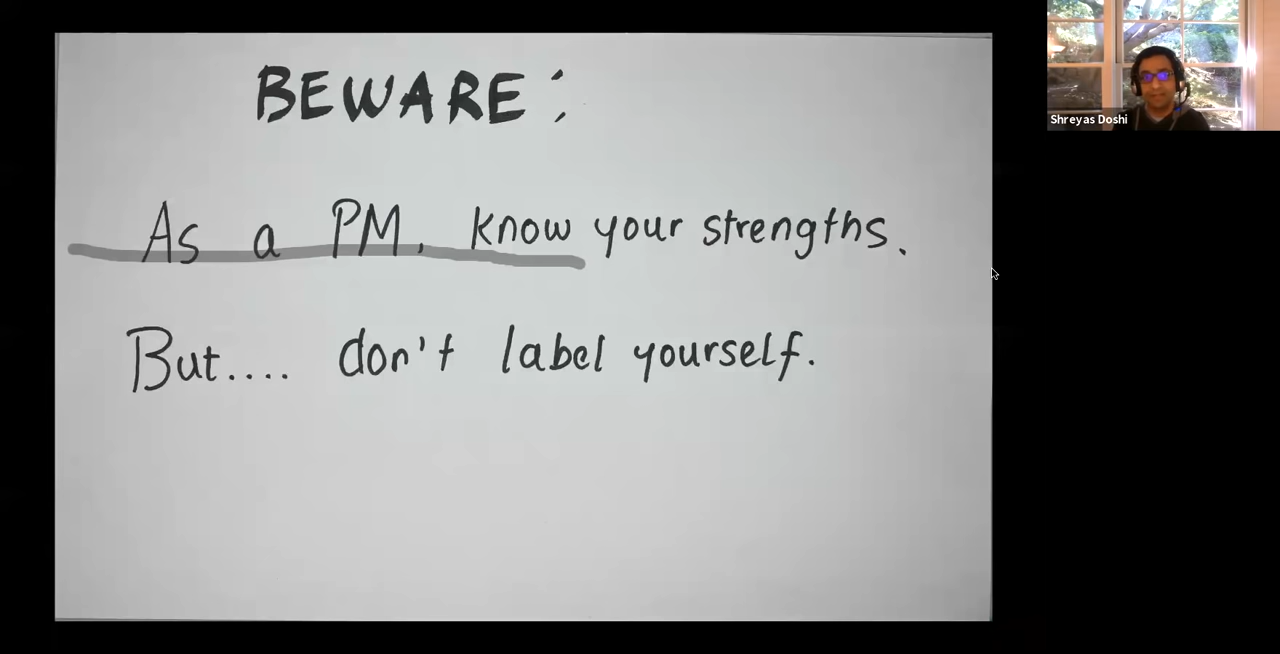 BEWARE:
As a PM, know your strengths.
But.... don't label yourself.
Shreyas Doshi